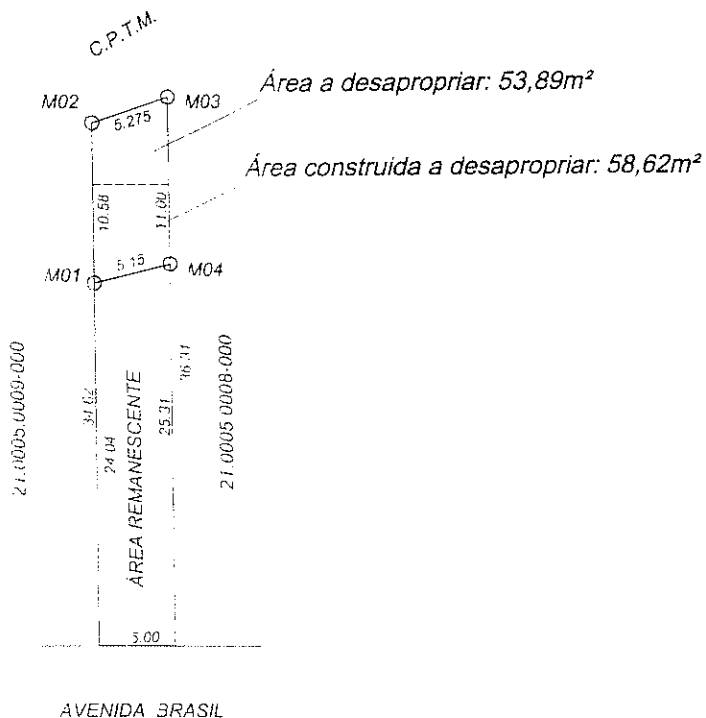 C.P.T.M.
Área a desapropriar: 53,89m²
M02
M03
5.275
Área construida a desapropriar: 58,62m²
10.58
11.00
5.15
M01
M04
21.0005.0009-000
34.62
24.04
ÁREA REMANESCENTE
25.31
36.31
21.0005.0008-000
5.00
AVENIDA BRASIL